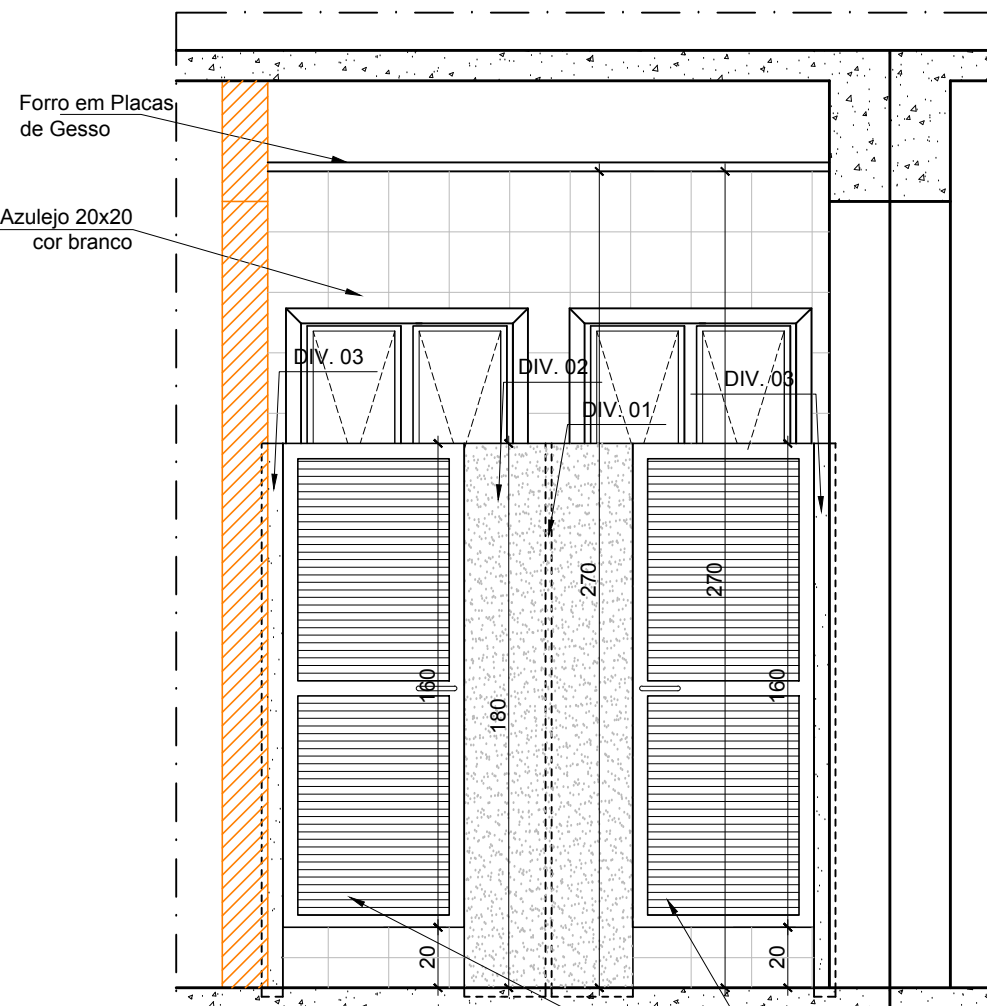 Forro em Placas
de Gesso
Azulejo 20x20
cor branco
DIV. 03
DIV. 02
DIV. 01
DIV. 03
270
270
160
180
160
20
20